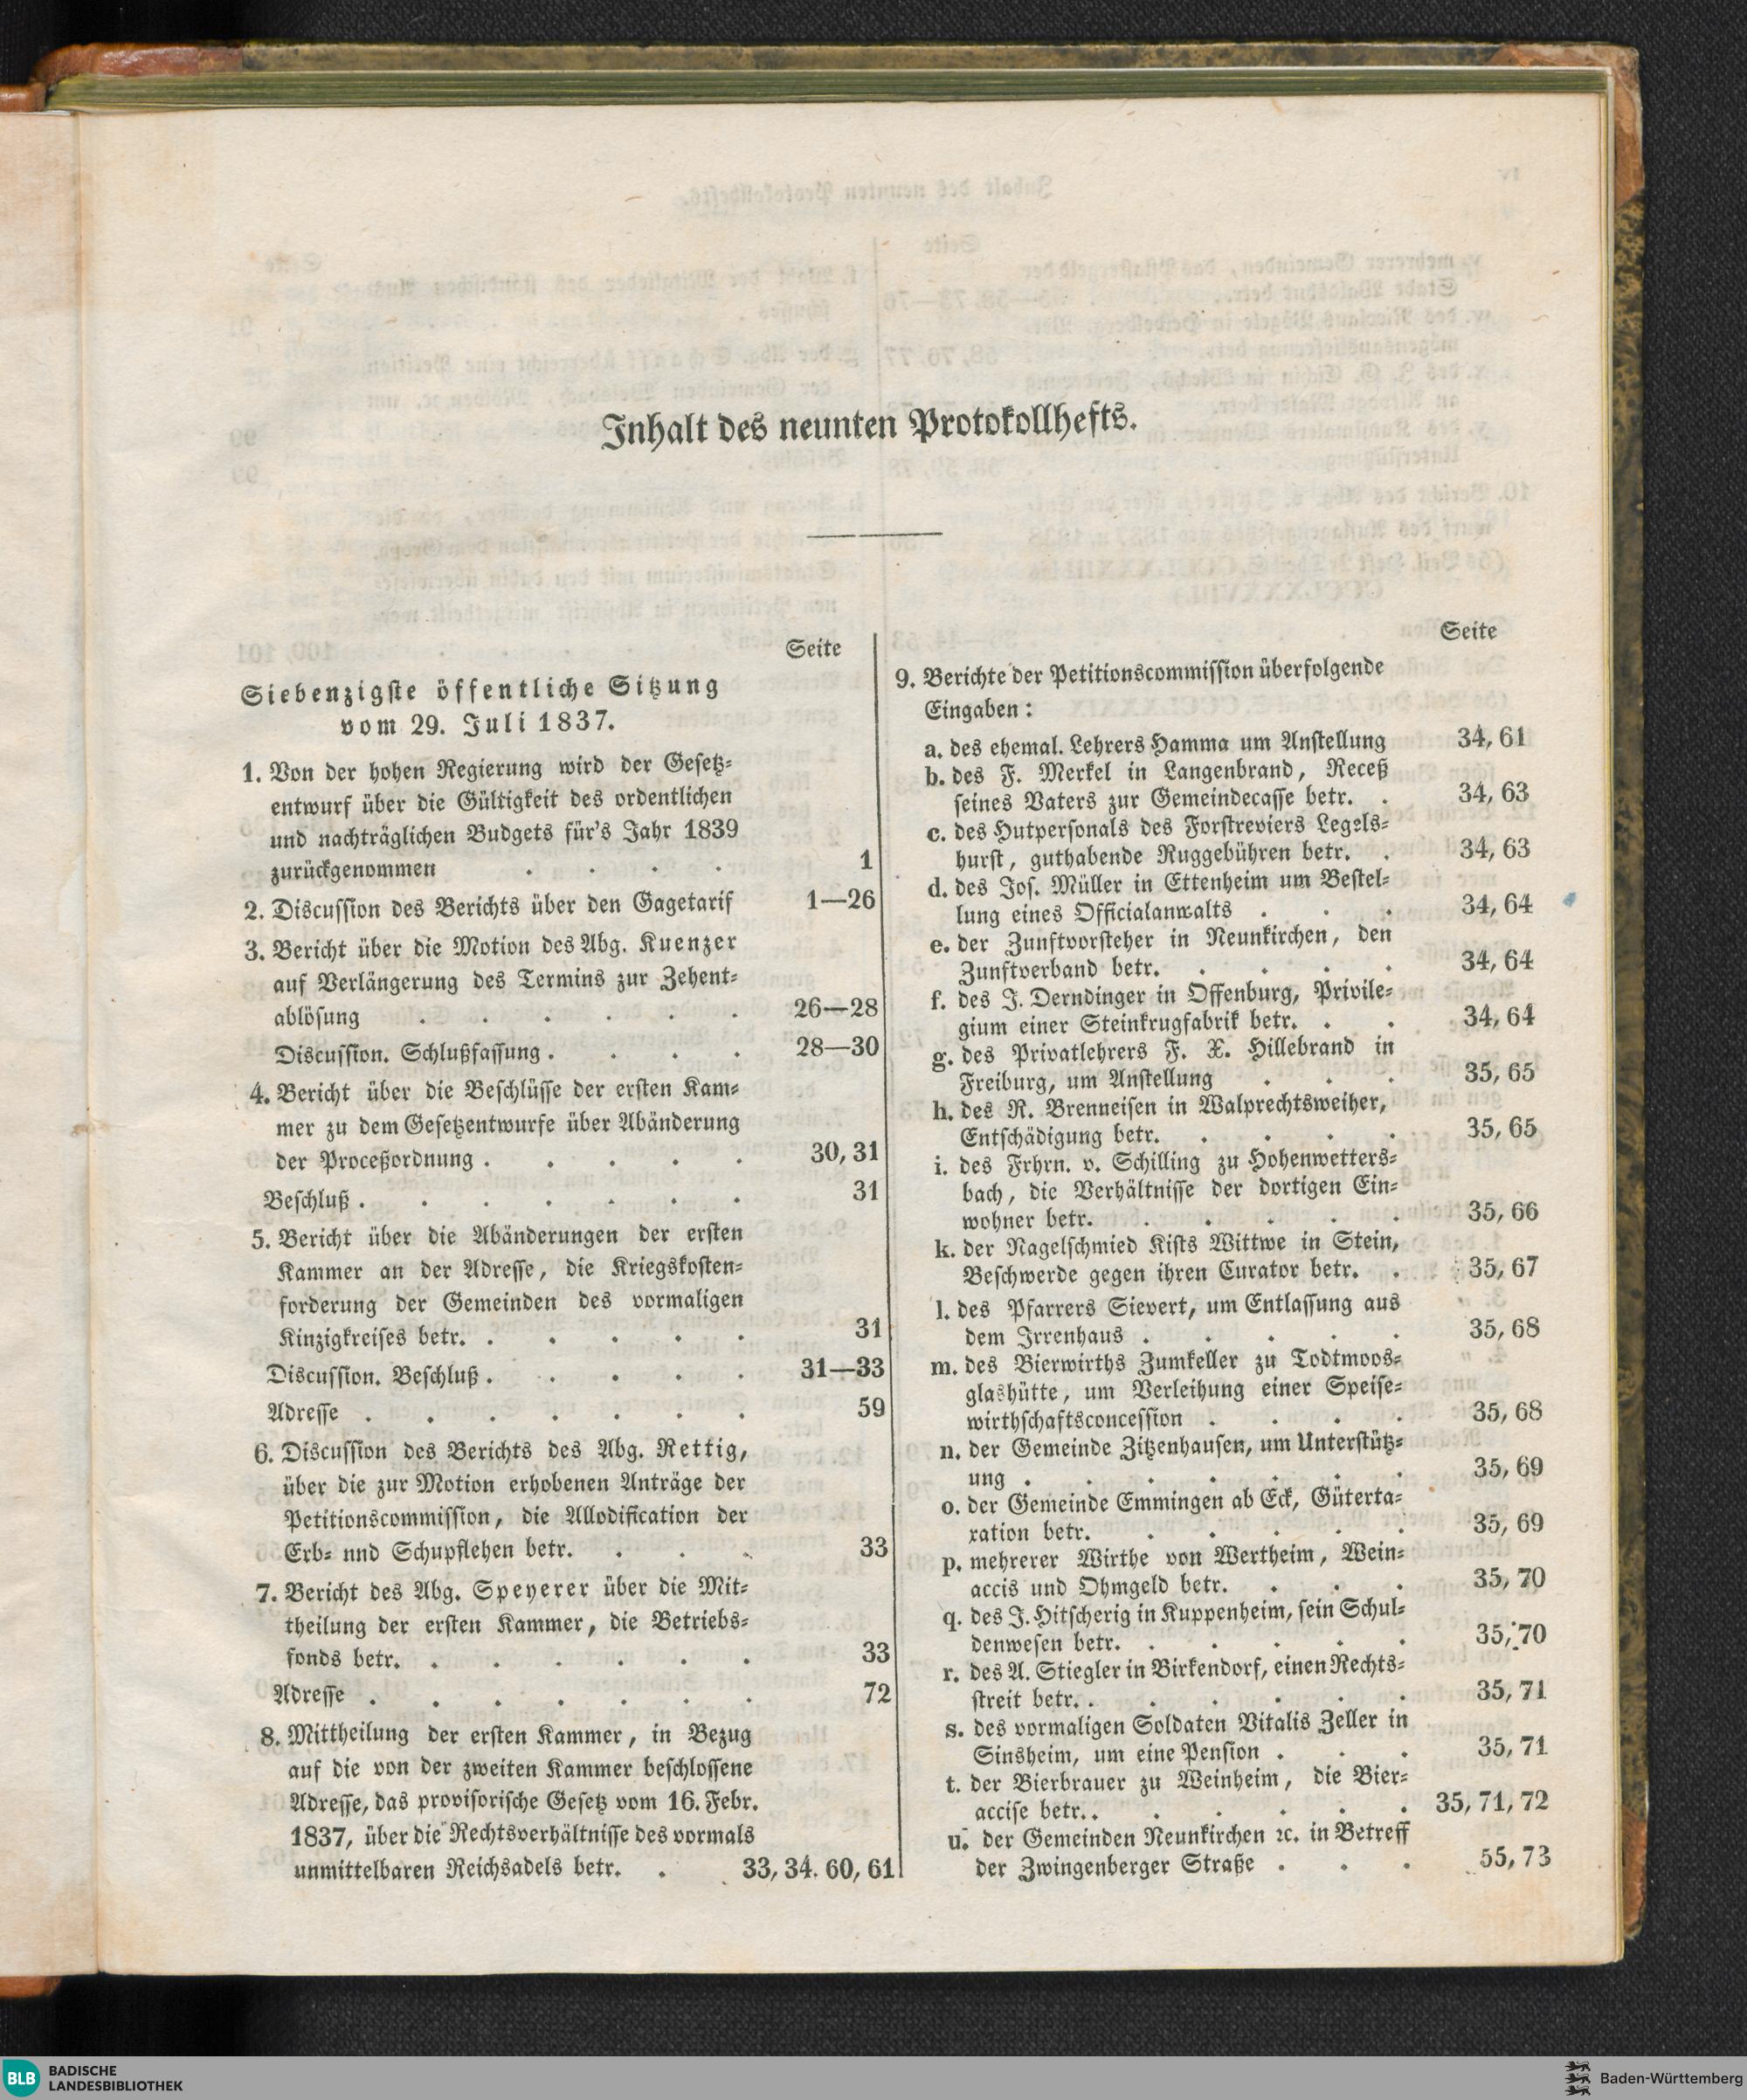 Inhalt des neunten Protokollhefts.
Seite
Siebenzigste öffentliche Sitzung
vom 29. Juli 1837.
1. Von der hohen Regierung wird der Gesetz-
entwurf über die Gültigkeit des ordentlichen
und nachträglichen Budgets für's Jahr 1839
zurückgenommen . . . . 1
2. Discussion des Berichts über den Gagetarif 1—26
3. Bericht über die Motion des Abg. Kuenzer
auf Verlängerung des Termins zur Zehent-
ablösung . . . . . . 26—28
Discussion. Schlußfassung . . . . 28—30
4. Bericht über die Beschlüsse der ersten Kam-
mer zu dem Gesetzentwurfe über Abänderung
der Proceßordnung . . . . . 30, 31
Beschluß . . . . . . . 31
5. Bericht über die Abänderungen der ersten
Kammer an der Adresse, die Kriegskosten-
forderung der Gemeinden des vormaligen
Kinzigkreises betr. . . . . . 31
Discussion. Beschluß . . . . . 31—33
Adresse . . . . . . . 59
6. Discussion des Berichts des Abg. Rettig,
über die zur Motion erhobenen Anträge der
Petitionscommission, die Allodification der
Erb- nnd Schupflehen betr. . . . 33
7. Bericht des Abg. Speyerer über die Mit-
theilung der ersten Kammer, die Betriebs-
fonds betr. . . . . . . 33
Adresse . . . . . . . 72
8. Mittheilung der ersten Kammer, in Bezug
auf die von der zweiten Kammer beschlossene
Adresse, das provisorische Gesetz vom 16. Febr.
1837, über die Rechtsverhältnisse des vormals
unmittelbaren Reichsadels betr. . 33, 34. 60, 61
Seite
9. Berichte der Petitionscommission über folgende
Eingaben:
a. des ehemal. Lehrers Hamma um Anstellung 34, 61
b. des F. Merkel in Langenbrand, Receß
seines Vaters zur Gemeindecasse betr. . 34, 63
c. des Hutpersonals des Forstreviers Legels-
hurst, guthabende Ruggebühren betr. . 34, 63
d. des Jos. Müller in Ettenheim um Bestel-
lung eines Officialanwalts . . . 34, 64
e. der Zunftvorsteher in Neunkirchen, den
Zunftverband betr. . . . . 34, 64
f. des J. Derndinger in Offenburg, Privile-
gium einer Steinkrugfabrik betr. . . 34, 64
g. des Privatlehrers F. X. Hillebrand in
Freiburg, um Anstellung . . . 35, 65
h. des R. Brenneisen in Walprechtsweiher,
Entschädigung betr. . . . . 35, 65
i. des Frhrn. v. Schilling zu Hohenwetters-
bach, die Verhältnisse der dortigen Ein-
wohner betr. . . . . . 35, 66
k. der Nagelschmied Kists Wittwe in Stein,
Beschwerde gegen ihren Curator betr. . 35, 67
l. des Pfarrers Sievert, um Entlassung aus
dem Irrenhaus . . . . . 35, 68
m. des Bierwirths Zumkeller zu Todtmoos-
glashütte, um Verleihung einer Speise-
wirthschaftsconcession . . . . 35, 68
n. der Gemeinde Zitzenhausen, um Unterstütz-
ung . . . . . . . 35, 69
o. der Gemeinde Emmingen ab Eck, Güterta-
xation betr. . . . . . 35, 69
p. mehrerer Wirthe von Wertheim, Wein-
accis und Ohmgeld betr. . . . 35, 70
q. des J. Hitscherig in Kuppenheim, sein Schul-
denwesen betr. . . . . . 35, 70
r. des A. Stiegler in Birkendorf, einen Rechts-
streit betr. . . . . . . 35, 71
s. des vormaligen Soldaten Vitalis Zeller in
Sinsheim, um eine Pension . . . 35, 71
t. der Bierbrauer zu Weinheim, die Bier-
accise betr. . . . . . . 35, 71, 72
u. der Gemeinden Neunkirchen ꝛc. in Betreff
der Zwingenberger Straße . . . 55, 73
BLB BADISCHE
LANDESBIBLIOTHEK
Baden-Württemberg